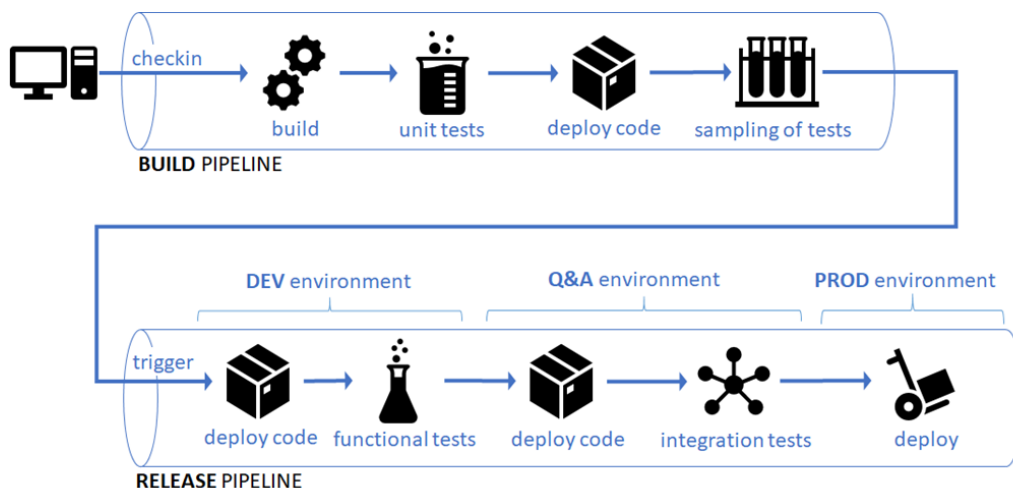 checkin
build
unit tests
deploy code
sampling of tests
BUILD PIPELINE
DEV environment
Q&A environment
PROD environment
trigger
deploy code
functional tests
deploy code
integration tests
deploy
RELEASE PIPELINE